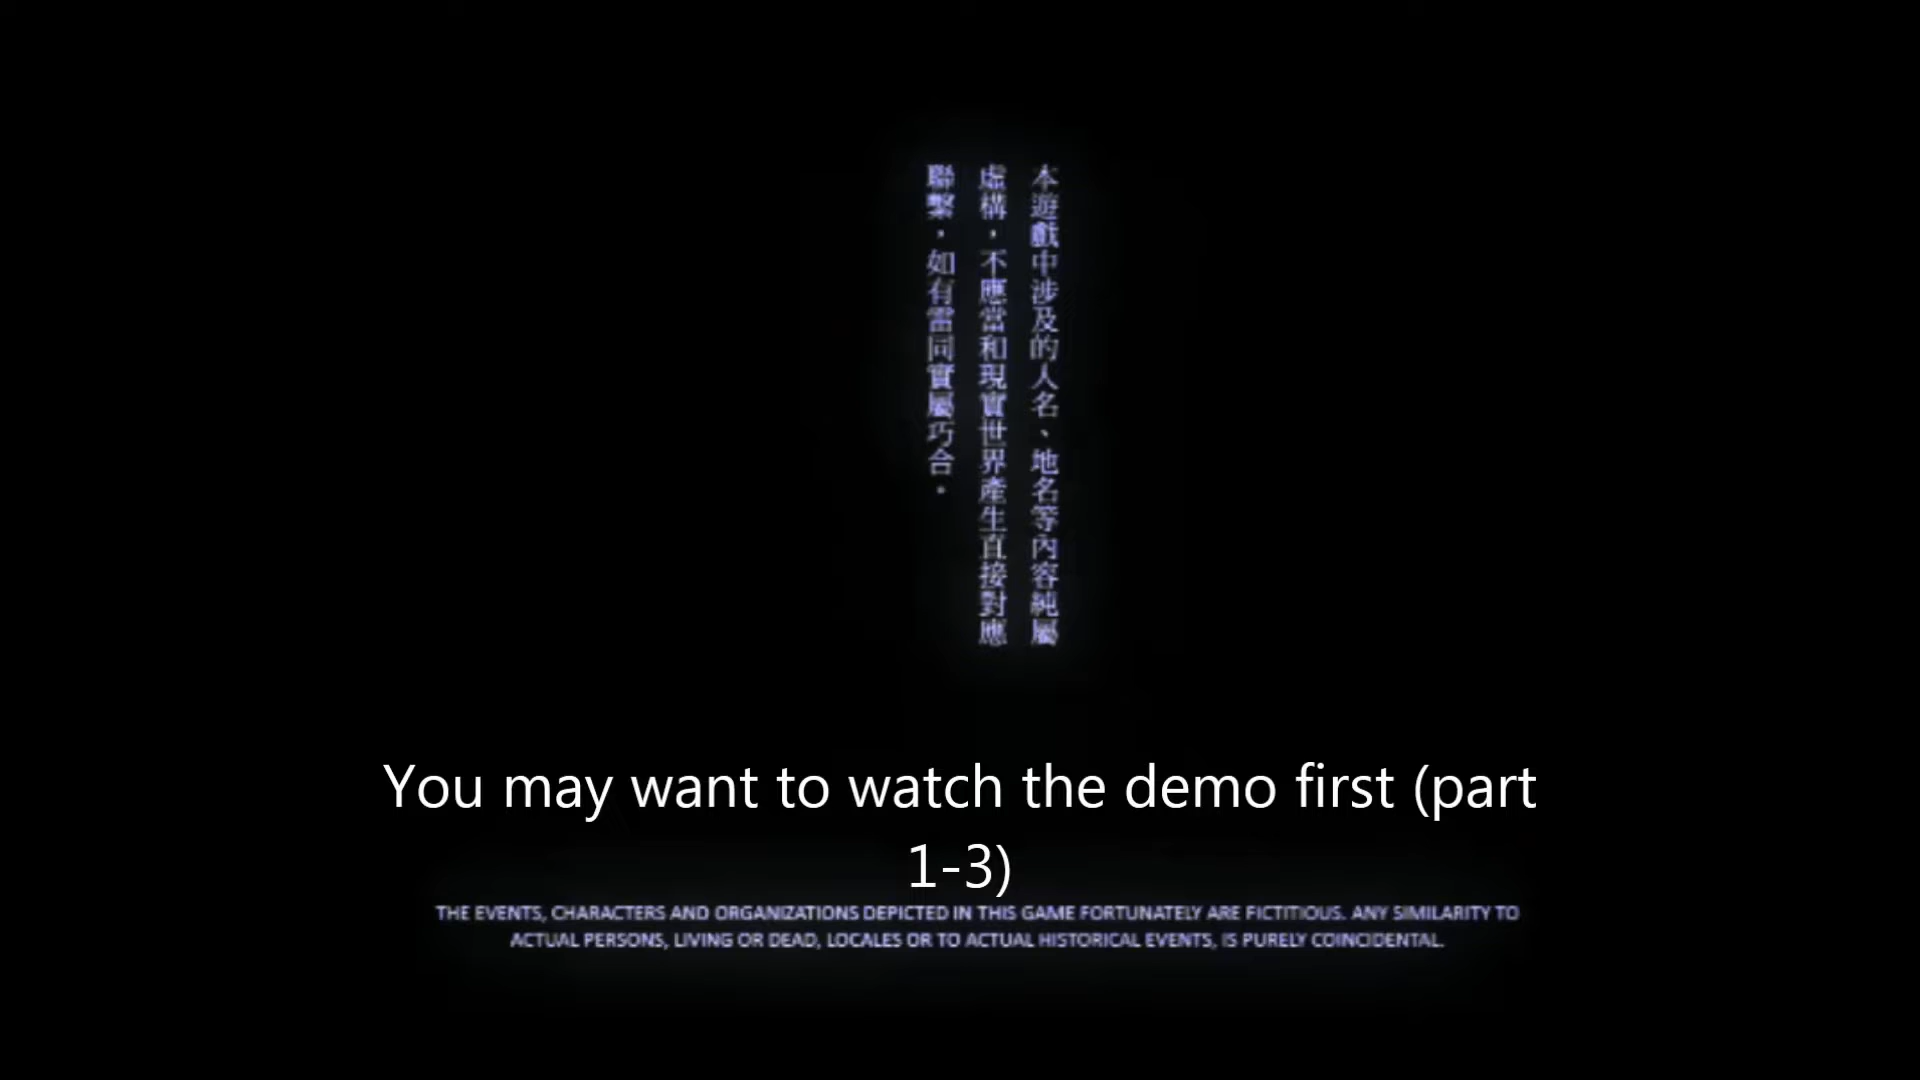 本遊戲中涉及的人名、地名等內容純屬
虛構，不應當和現實世界產生直接對應
聯繫，如有雷同實屬巧合。
You may want to watch the demo first (part
1-3)
THE EVENTS, CHARACTERS AND ORGANIZATIONS DEPICTED IN THIS GAME FORTUNATELY ARE FICTITIOUS. ANY SIMILARITY TO
ACTUAL PERSONS, LIVING OR DEAD, LOCALES OR TO ACTUAL HISTORICAL EVENTS, IS PURELY COINCIDENTAL.